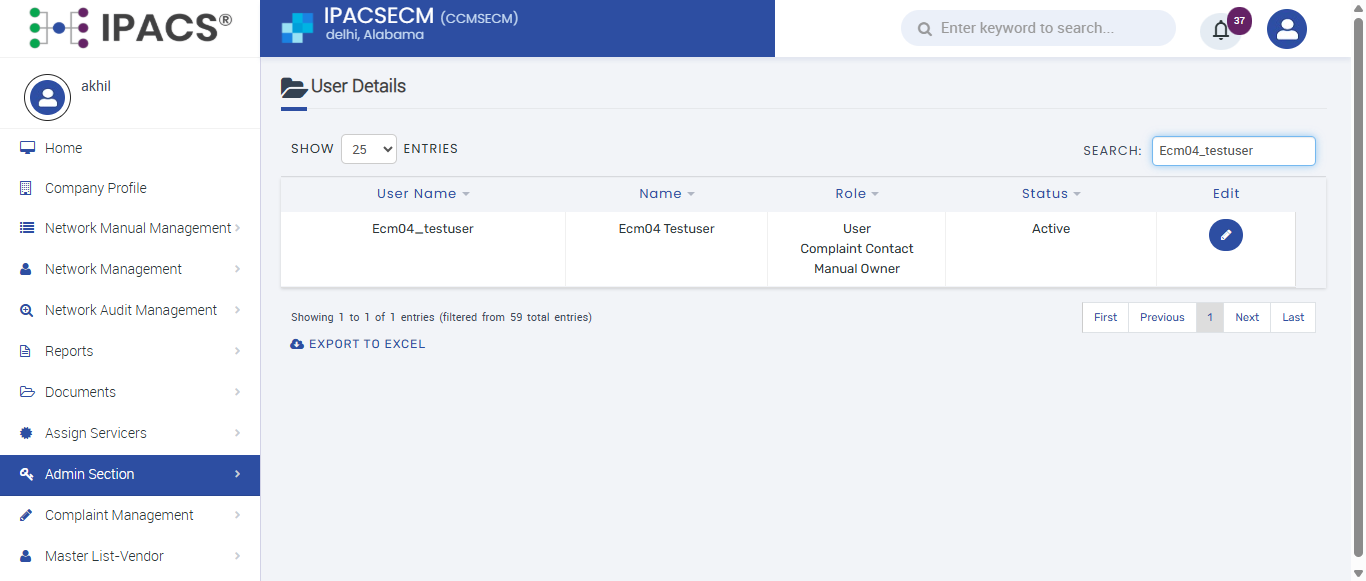 IPACS®
IPACSECM (CCMSECM)
delhi, Alabama
Enter keyword to search...
37
akhil
Home
Company Profile
Network Manual Management
Network Management
Network Audit Management
Reports
Documents
Assign Servicers
Admin Section
Complaint Management
Master List-Vendor
User Details
SHOW 25 ENTRIES
SEARCH: Ecm04_testuser
User Name Name Role Status Edit
Ecm04_testuser Ecm04 Testuser User Active
Complaint Contact
Manual Owner
Showing 1 to 1 of 1 entries (filtered from 59 total entries)
First Previous 1 Next Last
EXPORT TO EXCEL